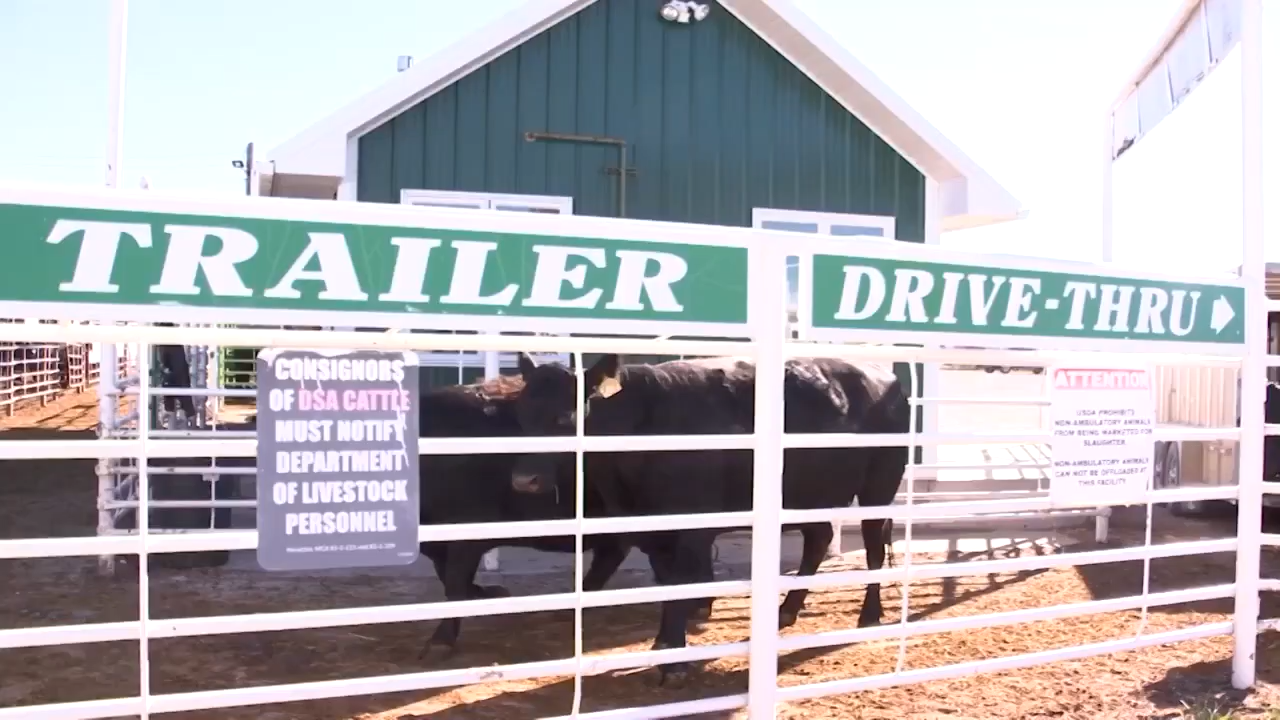 TRAILER
DRIVE-THRU
CONSIGNORS
OF DSA CATTLE
MUST NOTIFY
DEPARTMENT
OF LIVESTOCK
PERSONNEL
ATTENTION
USDA PROHIBITS
NON-AMBULATORY ANIMALS
FROM BEING MARKETED FOR
SLAUGHTER
NON-AMBULATORY ANIMALS
CAN NOT BE OFFLOADED AT
THIS FACILITY